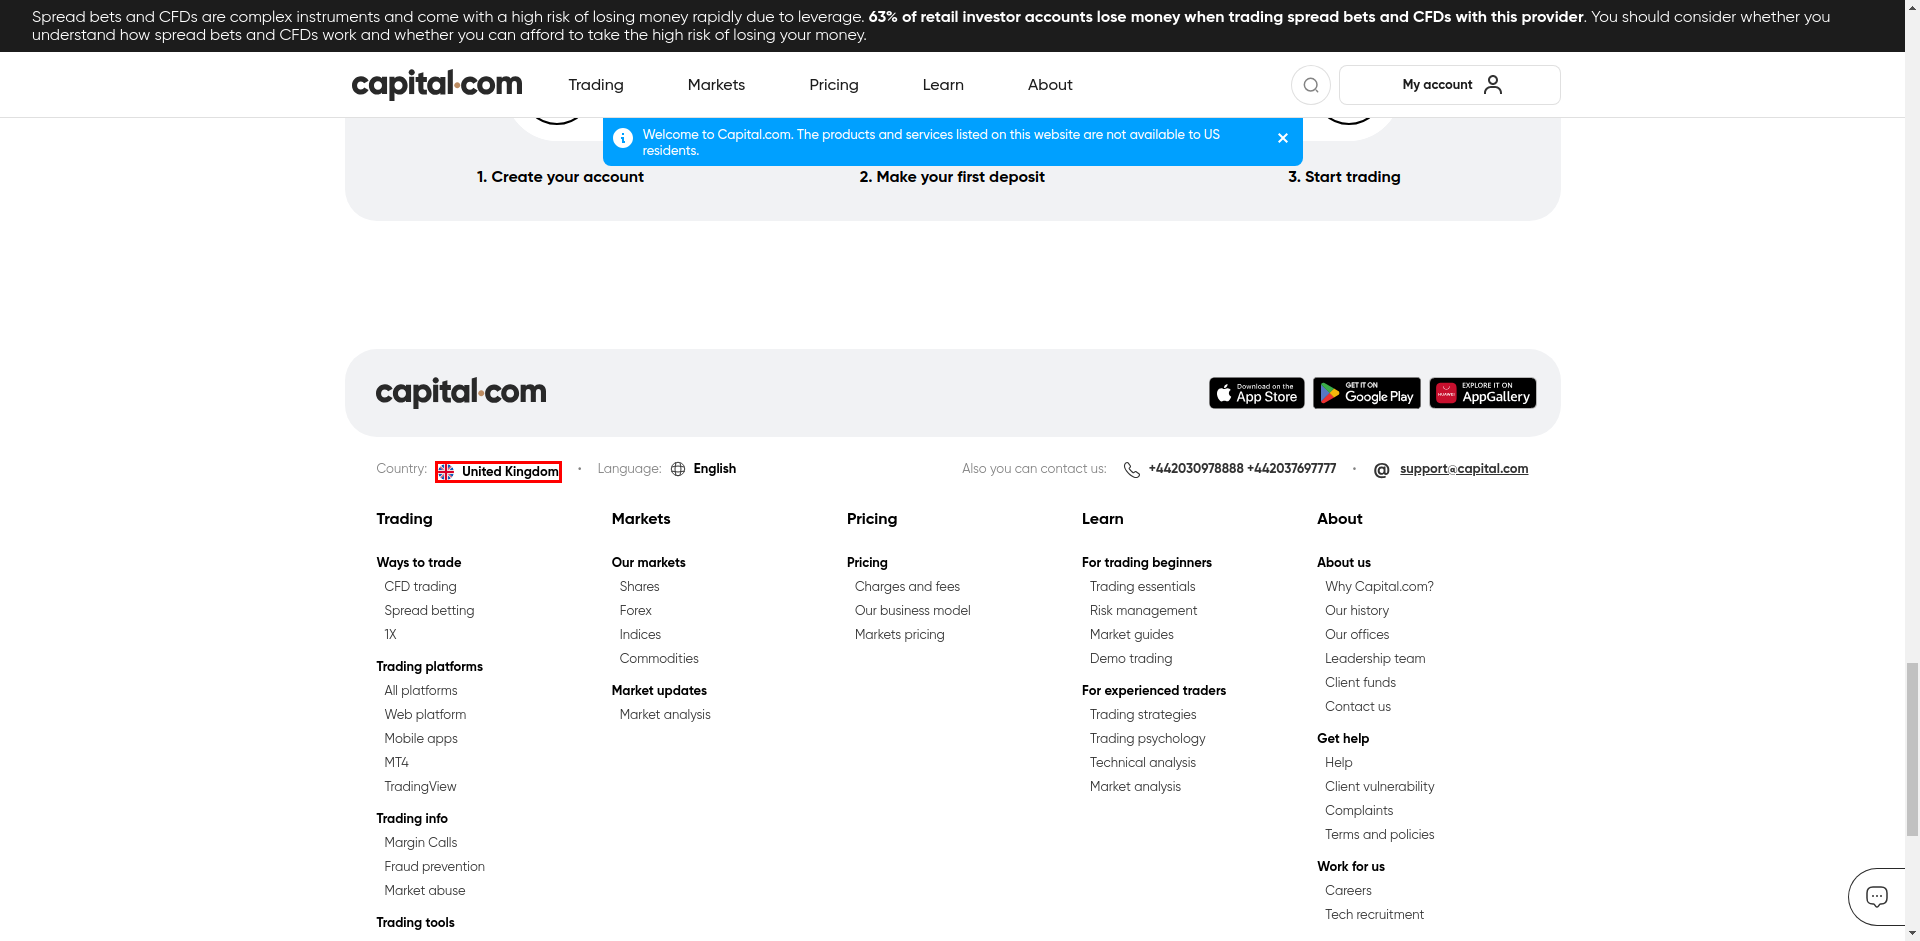 Spread bets and CFDs are complex instruments and come with a high risk of losing money rapidly due to leverage. 63% of retail investor accounts lose money when trading spread bets and CFDs with this provider. You should consider whether you
understand how spread bets and CFDs work and whether you can afford to take the high risk of losing your money.
capital.com
Trading
Markets
Pricing
Learn
About
My account
Welcome to Capital.com. The products and services listed on this website are not available to US
residents.
1. Create your account
2. Make your first deposit
3. Start trading
capital.com
Download on the
App Store
GET IT ON
Google Play
HUAWEI
EXPLORE IT ON
AppGallery
Country: United Kingdom • Language: English
Also you can contact us: +442030978888 +442037697777 • @ support@capital.com
Trading
Ways to trade
CFD trading
Spread betting
1X
Trading platforms
All platforms
Web platform
Mobile apps
MT4
TradingView
Trading info
Margin Calls
Fraud prevention
Market abuse
Trading tools
Markets
Our markets
Shares
Forex
Indices
Commodities
Market updates
Market analysis
Pricing
Pricing
Charges and fees
Our business model
Markets pricing
Learn
For trading beginners
Trading essentials
Risk management
Market guides
Demo trading
For experienced traders
Trading strategies
Trading psychology
Technical analysis
Market analysis
About
About us
Why Capital.com?
Our history
Our offices
Leadership team
Client funds
Contact us
Get help
Help
Client vulnerability
Complaints
Terms and policies
Work for us
Careers
Tech recruitment